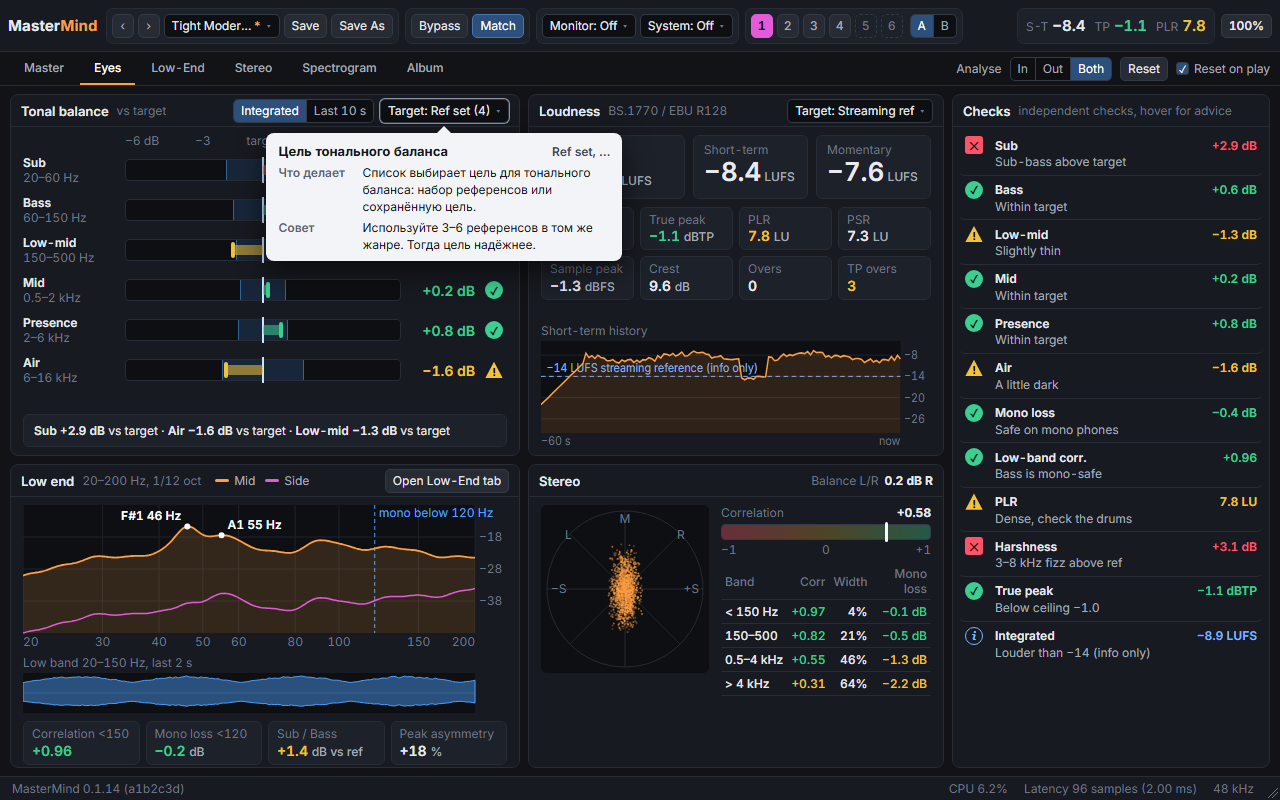 MasterMind ‹ › Tight Moder... * Save Save As Bypass Match Monitor: Off System: Off 1 2 3 4 5 6 A B S-T −8.4 TP −1.1 PLR 7.8 100%
Master Eyes Low-End Stereo Spectrogram Album Analyse In Out Both Reset Reset on play
Tonal balance vs target Integrated Last 10 s Target: Ref set (4)
−6 dB −3
Sub
20–60 Hz
Bass
60–150 Hz
Low-mid
150–500 Hz
Mid
0.5–2 kHz
+0.2 dB
Presence
2–6 kHz
+0.8 dB
Air
6–16 kHz
−1.6 dB
Sub +2.9 dB vs target · Air −1.6 dB vs target · Low-mid −1.3 dB vs target
Цель тонального баланса Ref set, ...
Что делает Список выбирает цель для тонального
баланса: набор референсов или
сохранённую цель.
Совет Используйте 3–6 референсов в том же
жанре. Тогда цель надёжнее.
Loudness BS.1770 / EBU R128 Target: Streaming ref
LUFS
Short-term
−8.4 LUFS
Momentary
−7.6 LUFS
True peak
−1.1 dBTP
PLR
7.8 LU
PSR
7.3 LU
Sample peak
−1.3 dBFS
Crest
9.6 dB
Overs
0
TP overs
3
Short-term history
−14 LUFS streaming reference (info only)
−8
−14
−20
−26
−60 s now
Checks independent checks, hover for advice
Sub +2.9 dB
Sub-bass above target
Bass +0.6 dB
Within target
Low-mid −1.3 dB
Slightly thin
Mid +0.2 dB
Within target
Presence +0.8 dB
Within target
Air −1.6 dB
A little dark
Mono loss −0.4 dB
Safe on mono phones
Low-band corr. +0.96
Bass is mono-safe
PLR 7.8 LU
Dense, check the drums
Harshness +3.1 dB
3–8 kHz fizz above ref
True peak −1.1 dBTP
Below ceiling −1.0
Integrated −8.9 LUFS
Louder than −14 (info only)
Low end 20–200 Hz, 1/12 oct Mid Side Open Low-End tab
F#1 46 Hz
A1 55 Hz
mono below 120 Hz
−18
−28
−38
20 30 40 50 60 80 100 150 200
Low band 20–150 Hz, last 2 s
Correlation <150
+0.96
Mono loss <120
−0.2 dB
Sub / Bass
+1.4 dB vs ref
Peak asymmetry
+18 %
Stereo Balance L/R 0.2 dB R
M
L R
−S +S
Correlation +0.58
−1 0 +1
Band Corr Width Mono loss
< 150 Hz +0.97 4% −0.1 dB
150–500 +0.82 21% −0.5 dB
0.5–4 kHz +0.55 46% −1.3 dB
> 4 kHz +0.31 64% −2.2 dB
MasterMind 0.1.14 (a1b2c3d) CPU 6.2% Latency 96 samples (2.00 ms) 48 kHz